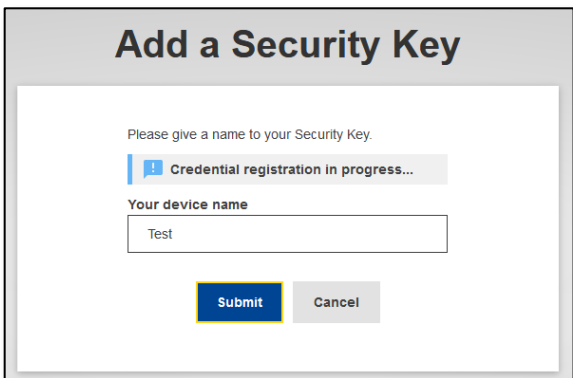 Add a Security Key
Please give a name to your Security Key.
Credential registration in progress...
Your device name
Test
Submit
Cancel